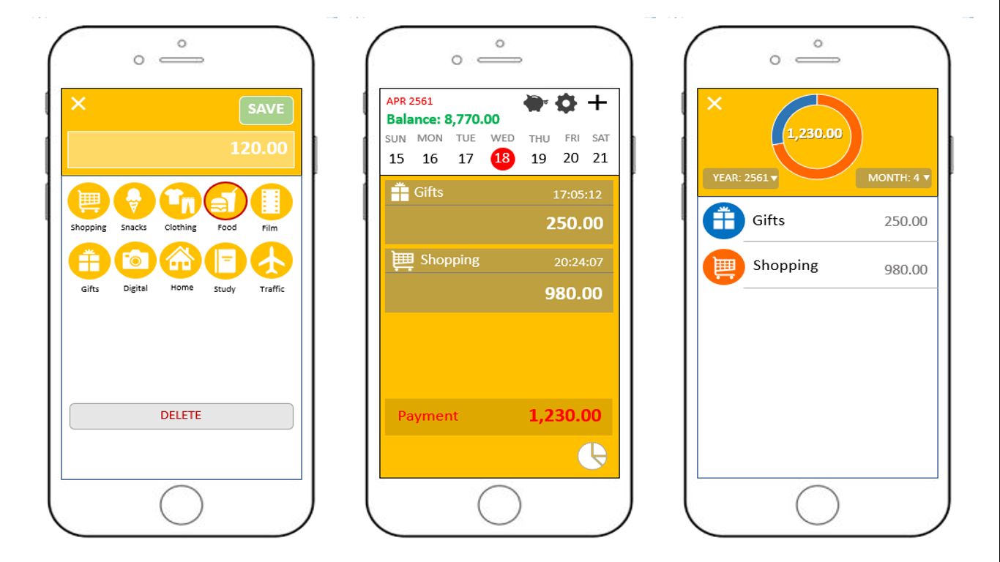 SAVE
120.00
Shopping Snacks Clothing Food Film
Gifts Digital Home Study Traffic
DELETE
APR 2561
Balance: 8,770.00
SUN MON TUE WED THU FRI SAT
15 16 17 18 19 20 21
Gifts 17:05:12
250.00
Shopping 20:24:07
980.00
Payment 1,230.00
1,230.00
YEAR: 2561 ▼ MONTH: 4 ▼
Gifts 250.00
Shopping 980.00